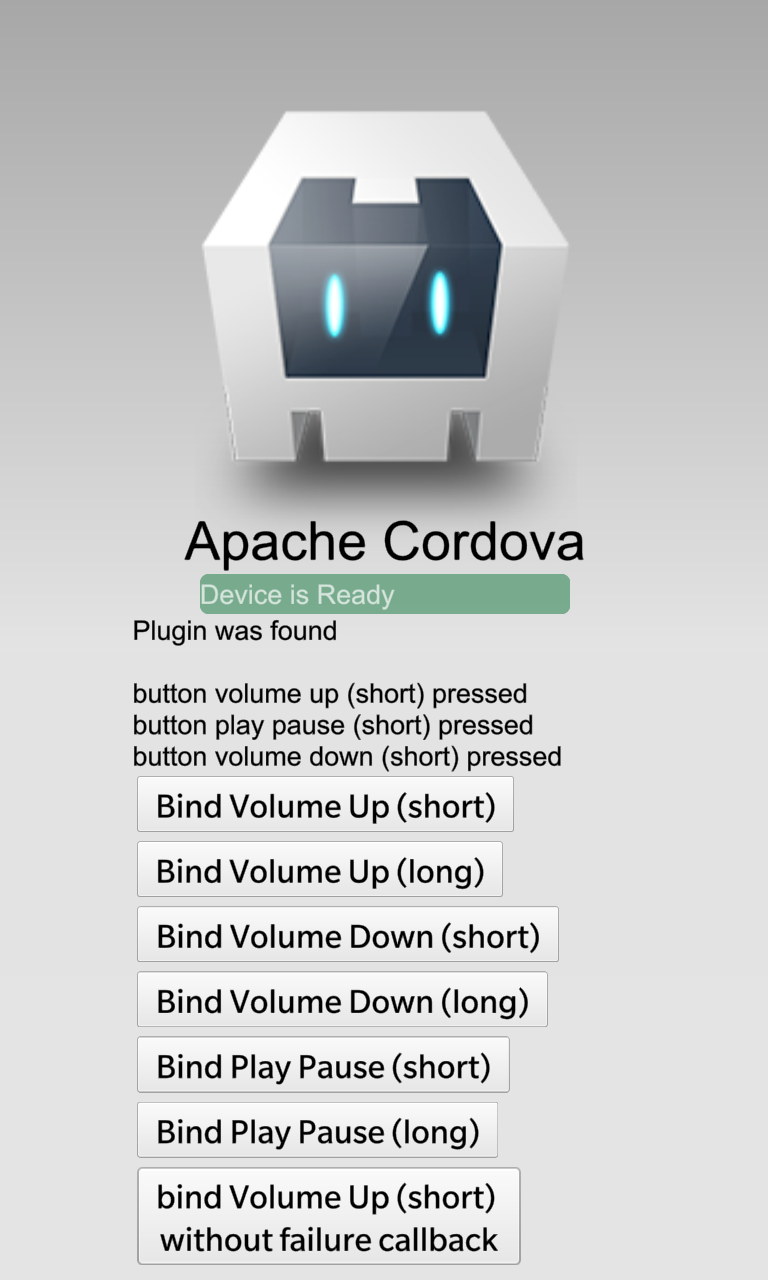 Apache Cordova
Device is Ready
Plugin was found
button volume up (short) pressed
button play pause (short) pressed
button volume down (short) pressed
Bind Volume Up (short)
Bind Volume Up (long)
Bind Volume Down (short)
Bind Volume Down (long)
Bind Play Pause (short)
Bind Play Pause (long)
bind Volume Up (short)
without failure callback